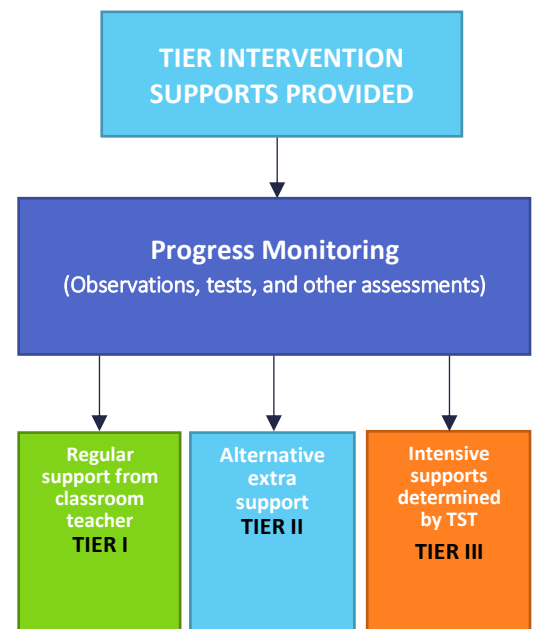 TIER INTERVENTION
SUPPORTS PROVIDED
Progress Monitoring
(Observations, tests, and other assessments)
Regular
support from
classroom
teacher
TIER I
Alternative
extra
support
TIER II
Intensive
supports
determined
by TST
TIER III